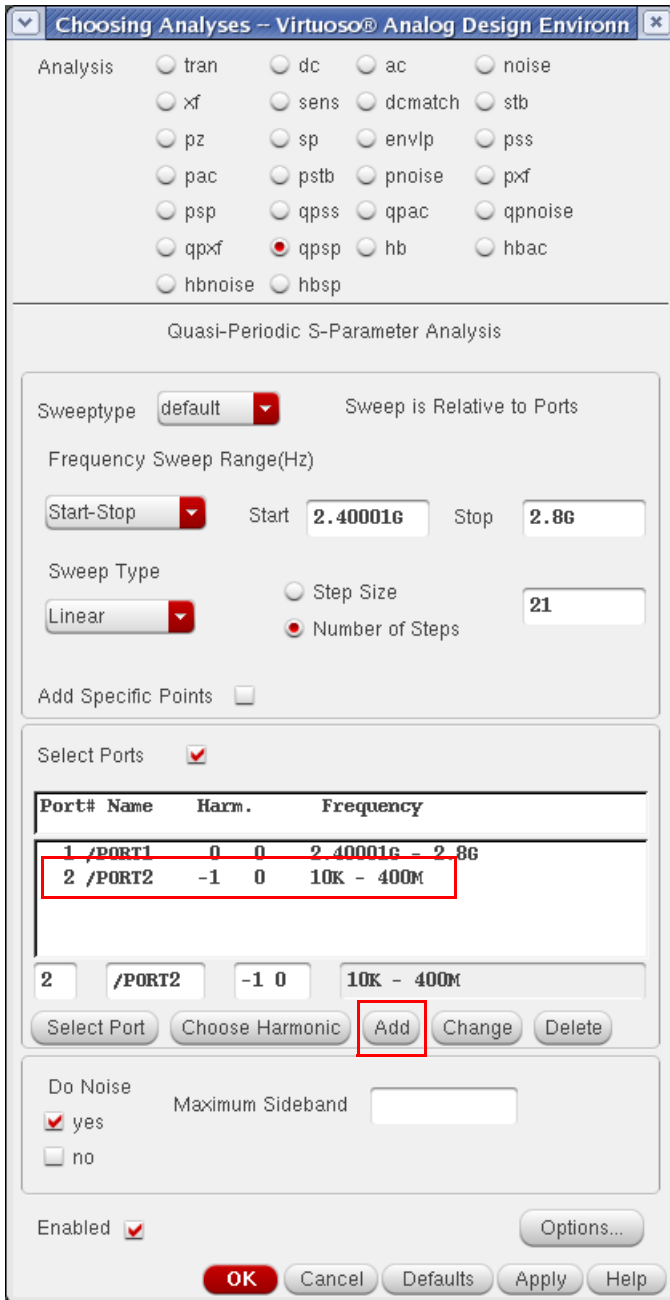 Choosing Analyses -- Virtuoso® Analog Design Environn
Analysis tran dc ac noise
xf sens dcmatch stb
pz sp envlp pss
pac pstb pnoise pxf
psp qpss qpac qpnoise
qpxf qpsp hb hbac
hbnoise hbsp
Quasi-Periodic S-Parameter Analysis
Sweeptype default Sweep is Relative to Ports
Frequency Sweep Range(Hz)
Start-Stop Start 2.40001G Stop 2.8G
Sweep Type
Step Size
Linear 21
Number of Steps
Add Specific Points
Select Ports
Port# Name Harm. Frequency
1 /PORT1 0 0 2.40001G - 2.8G
2 /PORT2 -1 0 10K - 400M
2 /PORT2 -1 0 10K - 400M
Select Port Choose Harmonic Add Change Delete
Do Noise
Maximum Sideband
yes
no
Enabled Options...
OK Cancel Defaults Apply Help